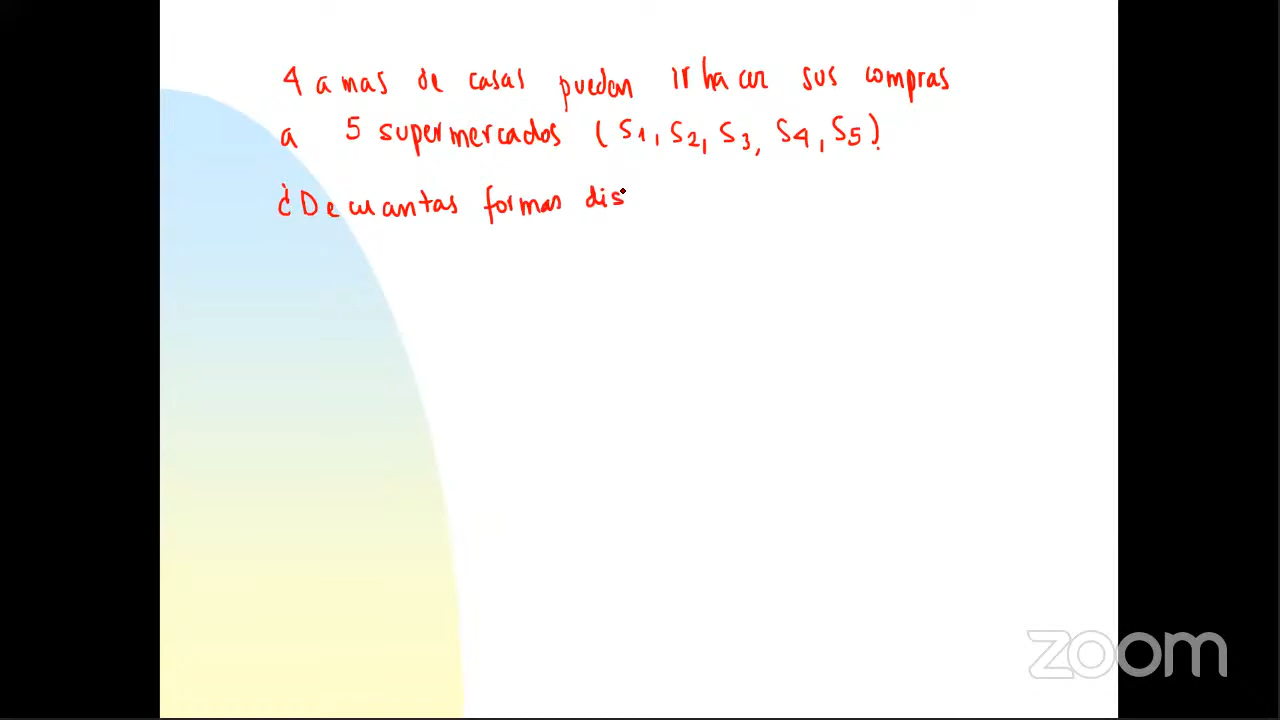 4 amas de casas pueden ir hacer sus compras
a 5 supermercados (S1, S2, S3, S4, S5).
¿De cuantas formas dis
zoom